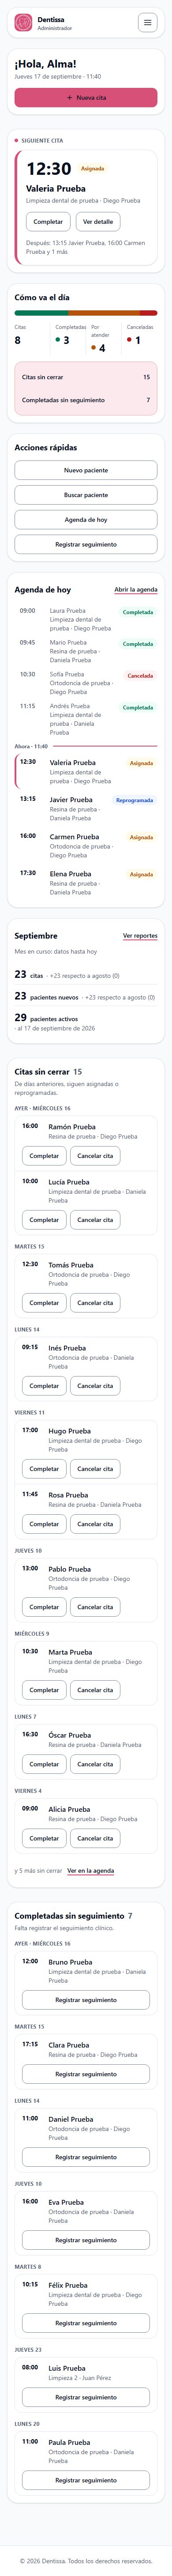 Dentissa
Administrador
¡Hola, Alma!
Jueves 17 de septiembre · 11:40
+ Nueva cita
SIGUIENTE CITA
12:30 Asignada
Valeria Prueba
Limpieza dental de prueba · Diego Prueba
Completar Ver detalle
Después: 13:15 Javier Prueba, 16:00 Carmen
Prueba y 1 más
Cómo va el día
Citas Completadas Por atender Canceladas
8 3 4 1
Citas sin cerrar 15
Completadas sin seguimiento 7
Acciones rápidas
Nuevo paciente
Buscar paciente
Agenda de hoy
Registrar seguimiento
Agenda de hoy Abrir la agenda
09:00 Laura Prueba Completada
Limpieza dental de
prueba · Diego Prueba
09:45 Mario Prueba Completada
Resina de prueba ·
Daniela Prueba
10:30 Sofía Prueba Cancelada
Ortodoncia de prueba ·
Diego Prueba
11:15 Andrés Prueba Completada
Limpieza dental de
prueba · Daniela
Prueba
Ahora · 11:40
12:30 Valeria Prueba Asignada
Limpieza dental de
prueba · Diego Prueba
13:15 Javier Prueba Reprogramada
Resina de prueba ·
Daniela Prueba
16:00 Carmen Prueba Asignada
Ortodoncia de prueba ·
Diego Prueba
17:30 Elena Prueba Asignada
Resina de prueba ·
Daniela Prueba
Septiembre Ver reportes
Mes en curso: datos hasta hoy
23 citas · +23 respecto a agosto (0)
23 pacientes nuevos · +23 respecto a agosto (0)
29 pacientes activos
· al 17 de septiembre de 2026
Citas sin cerrar 15
De días anteriores, siguen asignadas o
reprogramadas.
AYER · MIÉRCOLES 16
16:00 Ramón Prueba
Resina de prueba · Diego Prueba
Completar Cancelar cita
10:00 Lucía Prueba
Limpieza dental de prueba · Daniela
Prueba
Completar Cancelar cita
MARTES 15
12:30 Tomás Prueba
Ortodoncia de prueba · Diego
Prueba
Completar Cancelar cita
LUNES 14
09:15 Inés Prueba
Ortodoncia de prueba · Daniela
Prueba
Completar Cancelar cita
VIERNES 11
17:00 Hugo Prueba
Limpieza dental de prueba · Diego
Prueba
Completar Cancelar cita
11:45 Rosa Prueba
Resina de prueba · Daniela Prueba
Completar Cancelar cita
JUEVES 10
13:00 Pablo Prueba
Ortodoncia de prueba · Diego
Prueba
Completar Cancelar cita
MIÉRCOLES 9
10:30 Marta Prueba
Limpieza dental de prueba · Diego
Prueba
Completar Cancelar cita
LUNES 7
16:30 Óscar Prueba
Resina de prueba · Daniela Prueba
Completar Cancelar cita
VIERNES 4
09:00 Alicia Prueba
Resina de prueba · Diego Prueba
Completar Cancelar cita
y 5 más sin cerrar Ver en la agenda
Completadas sin seguimiento 7
Falta registrar el seguimiento clínico.
AYER · MIÉRCOLES 16
12:00 Bruno Prueba
Limpieza dental de prueba · Daniela
Prueba
Registrar seguimiento
MARTES 15
17:15 Clara Prueba
Resina de prueba · Diego Prueba
Registrar seguimiento
LUNES 14
11:00 Daniel Prueba
Ortodoncia de prueba · Diego
Prueba
Registrar seguimiento
JUEVES 10
16:00 Eva Prueba
Ortodoncia de prueba · Daniela
Prueba
Registrar seguimiento
MARTES 8
10:15 Félix Prueba
Limpieza dental de prueba · Diego
Prueba
Registrar seguimiento
JUEVES 23
08:00 Luis Prueba
Limpieza 2 · Juan Pérez
Registrar seguimiento
LUNES 20
11:00 Paula Prueba
Ortodoncia de prueba · Daniela
Prueba
Registrar seguimiento
© 2026 Dentissa. Todos los derechos reservados.